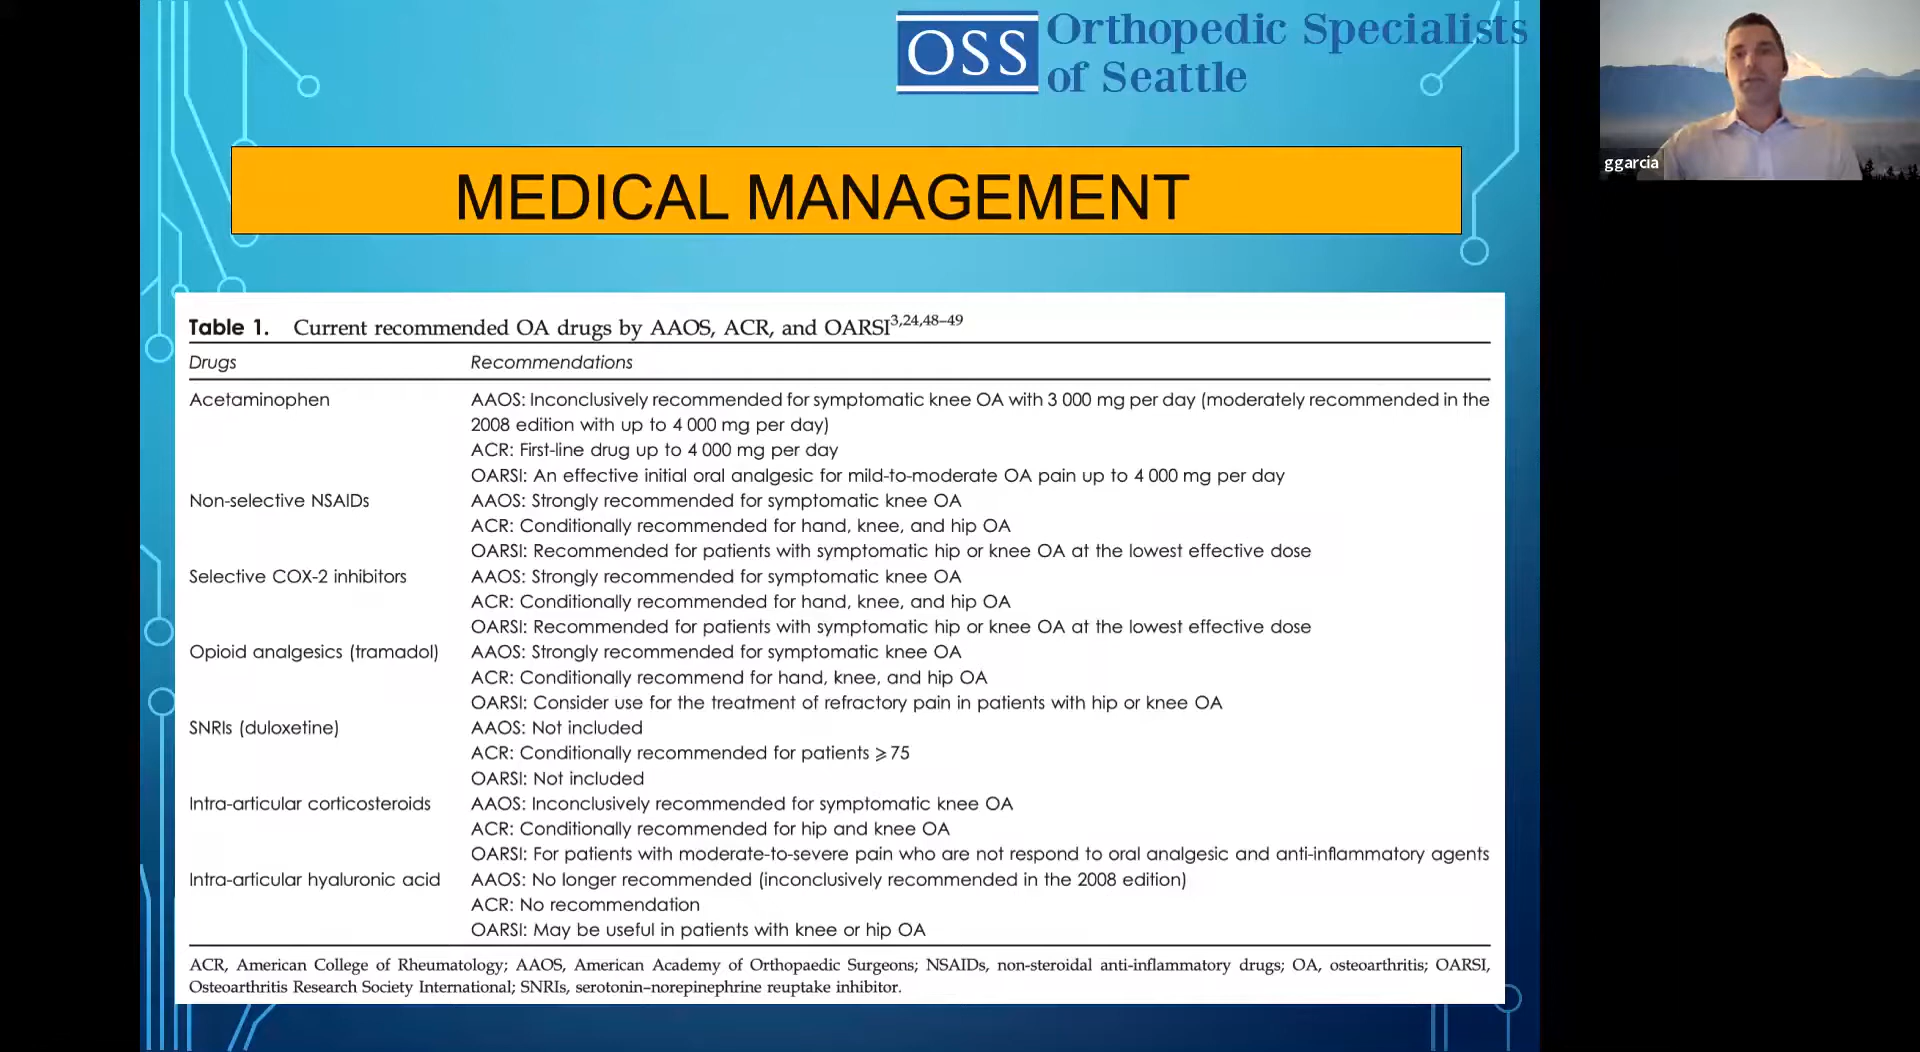 OSS Orthopedic Specialists
of Seattle
ggarcia
MEDICAL MANAGEMENT
Table 1. Current recommended OA drugs by AAOS, ACR, and OARSI3,24,48–49
Drugs Recommendations
Acetaminophen AAOS: Inconclusively recommended for symptomatic knee OA with 3 000 mg per day (moderately recommended in the
2008 edition with up to 4 000 mg per day)
ACR: First-line drug up to 4 000 mg per day
OARSI: An effective initial oral analgesic for mild-to-moderate OA pain up to 4 000 mg per day
Non-selective NSAIDs AAOS: Strongly recommended for symptomatic knee OA
ACR: Conditionally recommended for hand, knee, and hip OA
OARSI: Recommended for patients with symptomatic hip or knee OA at the lowest effective dose
Selective COX-2 inhibitors AAOS: Strongly recommended for symptomatic knee OA
ACR: Conditionally recommended for hand, knee, and hip OA
OARSI: Recommended for patients with symptomatic hip or knee OA at the lowest effective dose
Opioid analgesics (tramadol) AAOS: Strongly recommended for symptomatic knee OA
ACR: Conditionally recommend for hand, knee, and hip OA
OARSI: Consider use for the treatment of refractory pain in patients with hip or knee OA
SNRIs (duloxetine) AAOS: Not included
ACR: Conditionally recommended for patients ⩾75
OARSI: Not included
Intra-articular corticosteroids AAOS: Inconclusively recommended for symptomatic knee OA
ACR: Conditionally recommended for hip and knee OA
OARSI: For patients with moderate-to-severe pain who are not respond to oral analgesic and anti-inflammatory agents
Intra-articular hyaluronic acid AAOS: No longer recommended (inconclusively recommended in the 2008 edition)
ACR: No recommendation
OARSI: May be useful in patients with knee or hip OA
ACR, American College of Rheumatology; AAOS, American Academy of Orthopaedic Surgeons; NSAIDs, non-steroidal anti-inflammatory drugs; OA, osteoarthritis; OARSI,
Osteoarthritis Research Society International; SNRIs, serotonin–norepinephrine reuptake inhibitor.